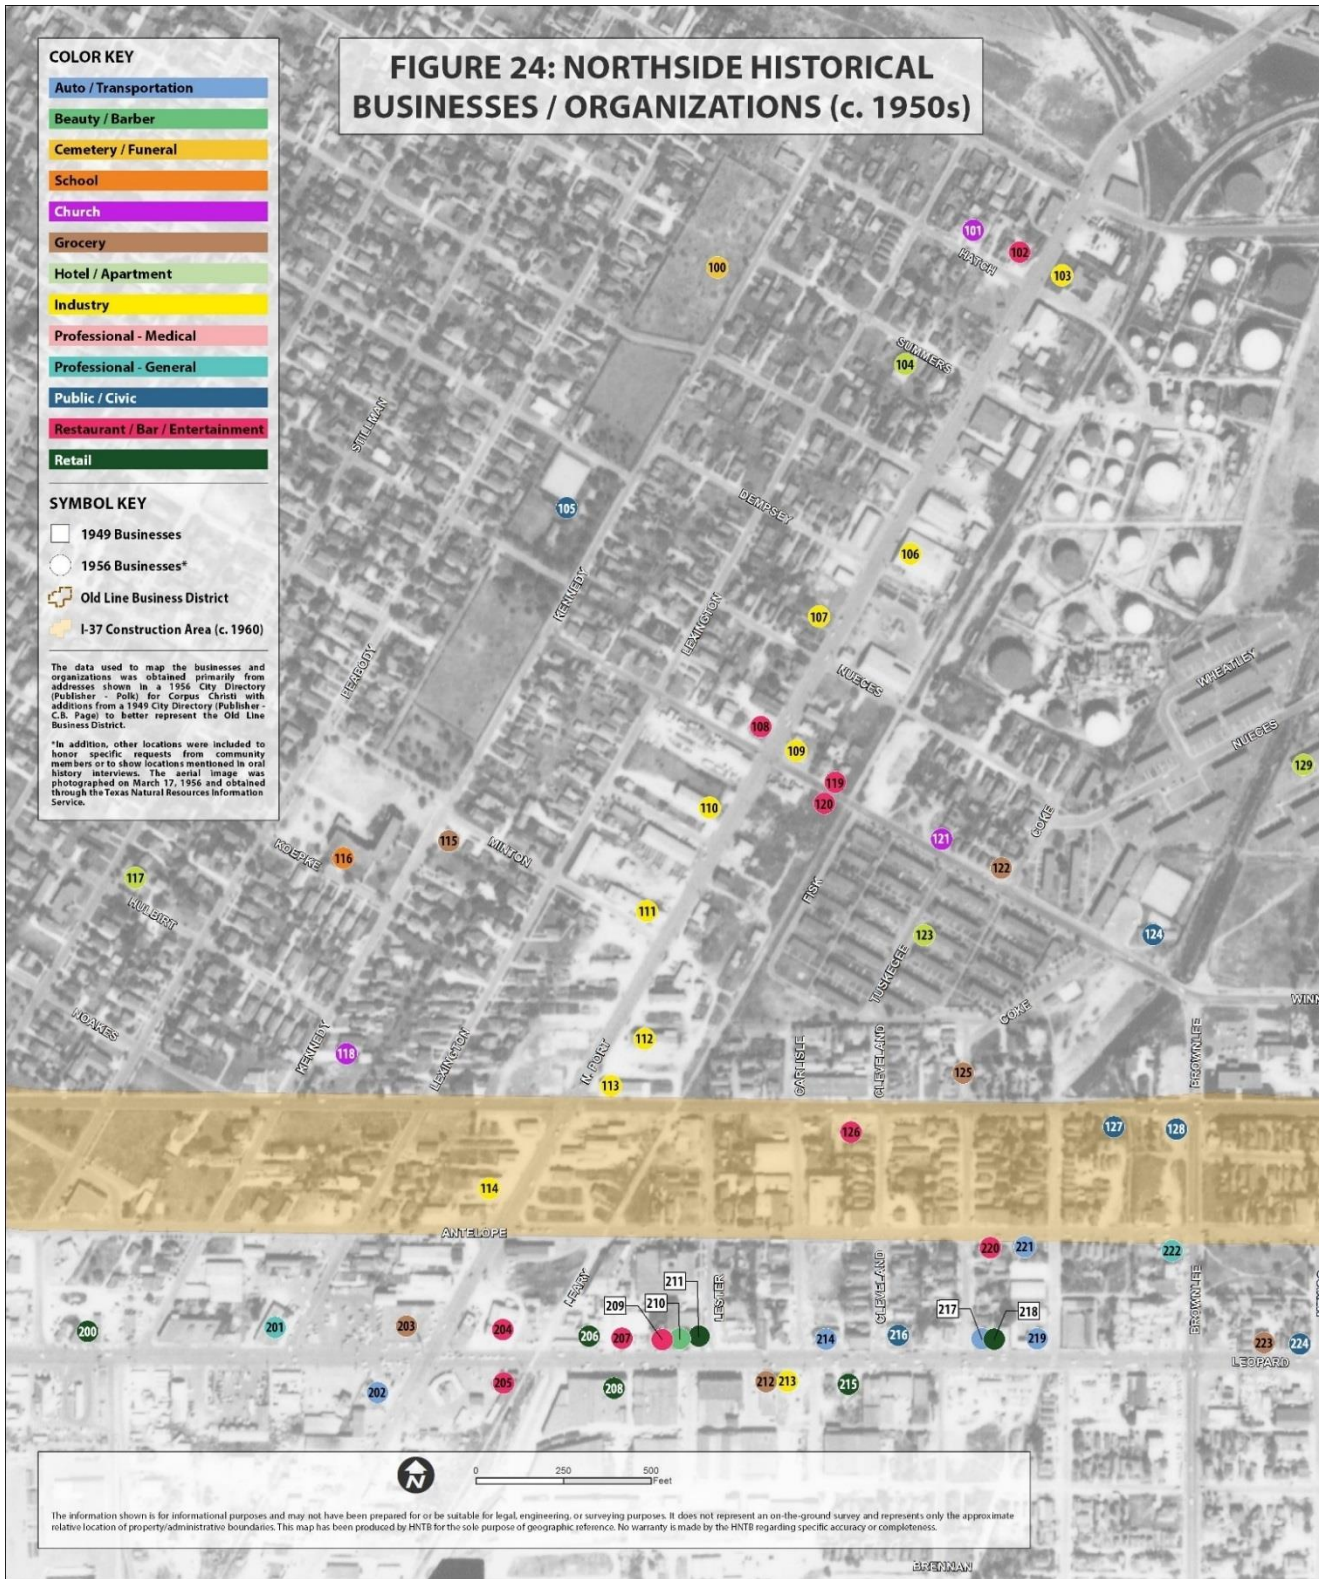 FIGURE 24: NORTHSIDE HISTORICAL
BUSINESSES / ORGANIZATIONS (c. 1950s)
COLOR KEY
Auto / Transportation
Beauty / Barber
Cemetery / Funeral
School
Church
Grocery
Hotel / Apartment
Industry
Professional - Medical
Professional - General
Public / Civic
Restaurant / Bar / Entertainment
Retail
SYMBOL KEY
1949 Businesses
1956 Businesses*
Old Line Business District
I-37 Construction Area (c. 1960)
The data used to map the businesses and
organizations was obtained primarily from
addresses shown in a 1956 City Directory
(Publisher - Polk) for Corpus Christi with
additions from a 1949 City Directory (Publisher -
C.B. Page) to better represent the Old Line
Business District.
*In addition, other locations were included to
honor specific requests from community
members or to show locations mentioned in oral
history interviews. The aerial image was
photographed on March 17, 1956 and obtained
through the Texas Natural Resources Information
Service.
101
HATCH
102
100
103
SUMMERS
104
STILLMAN
105
DEMPSEY
106
KENNEDY
LEXINGTON
107
PEABODY
NUECES
WHEATLEY
NUECES
108
109
129
119
120
110
COKE
KOEPKE
116
115
MINTON
121
122
117
HULBIRT
111
FISK
123
124
TUSKEGEE
NOAKES
KENNEDY
118
LEXINGTON
112
N. PORT
113
CARLISLE
CLEVELAND
COKE
WINN
BROWNLEE
125
126
127
128
114
ANTELOPE
220
221
222
LEARY
211
LESTER
CLEVELAND
BROWNLEE
209
210
217
218
200
201
203
204
206
207
214
216
219
223
224
LEOPARD
202
205
208
212
213
215
N
0
250
500
Feet
The information shown is for informational purposes and may not have been prepared for or be suitable for legal, engineering, or surveying purposes. It does not represent an on-the-ground survey and represents only the approximate
relative location of property/administrative boundaries. This map has been produced by HNTB for the sole purpose of geographic reference. No warranty is made by the HNTB regarding specific accuracy or completeness.
BRENNAN